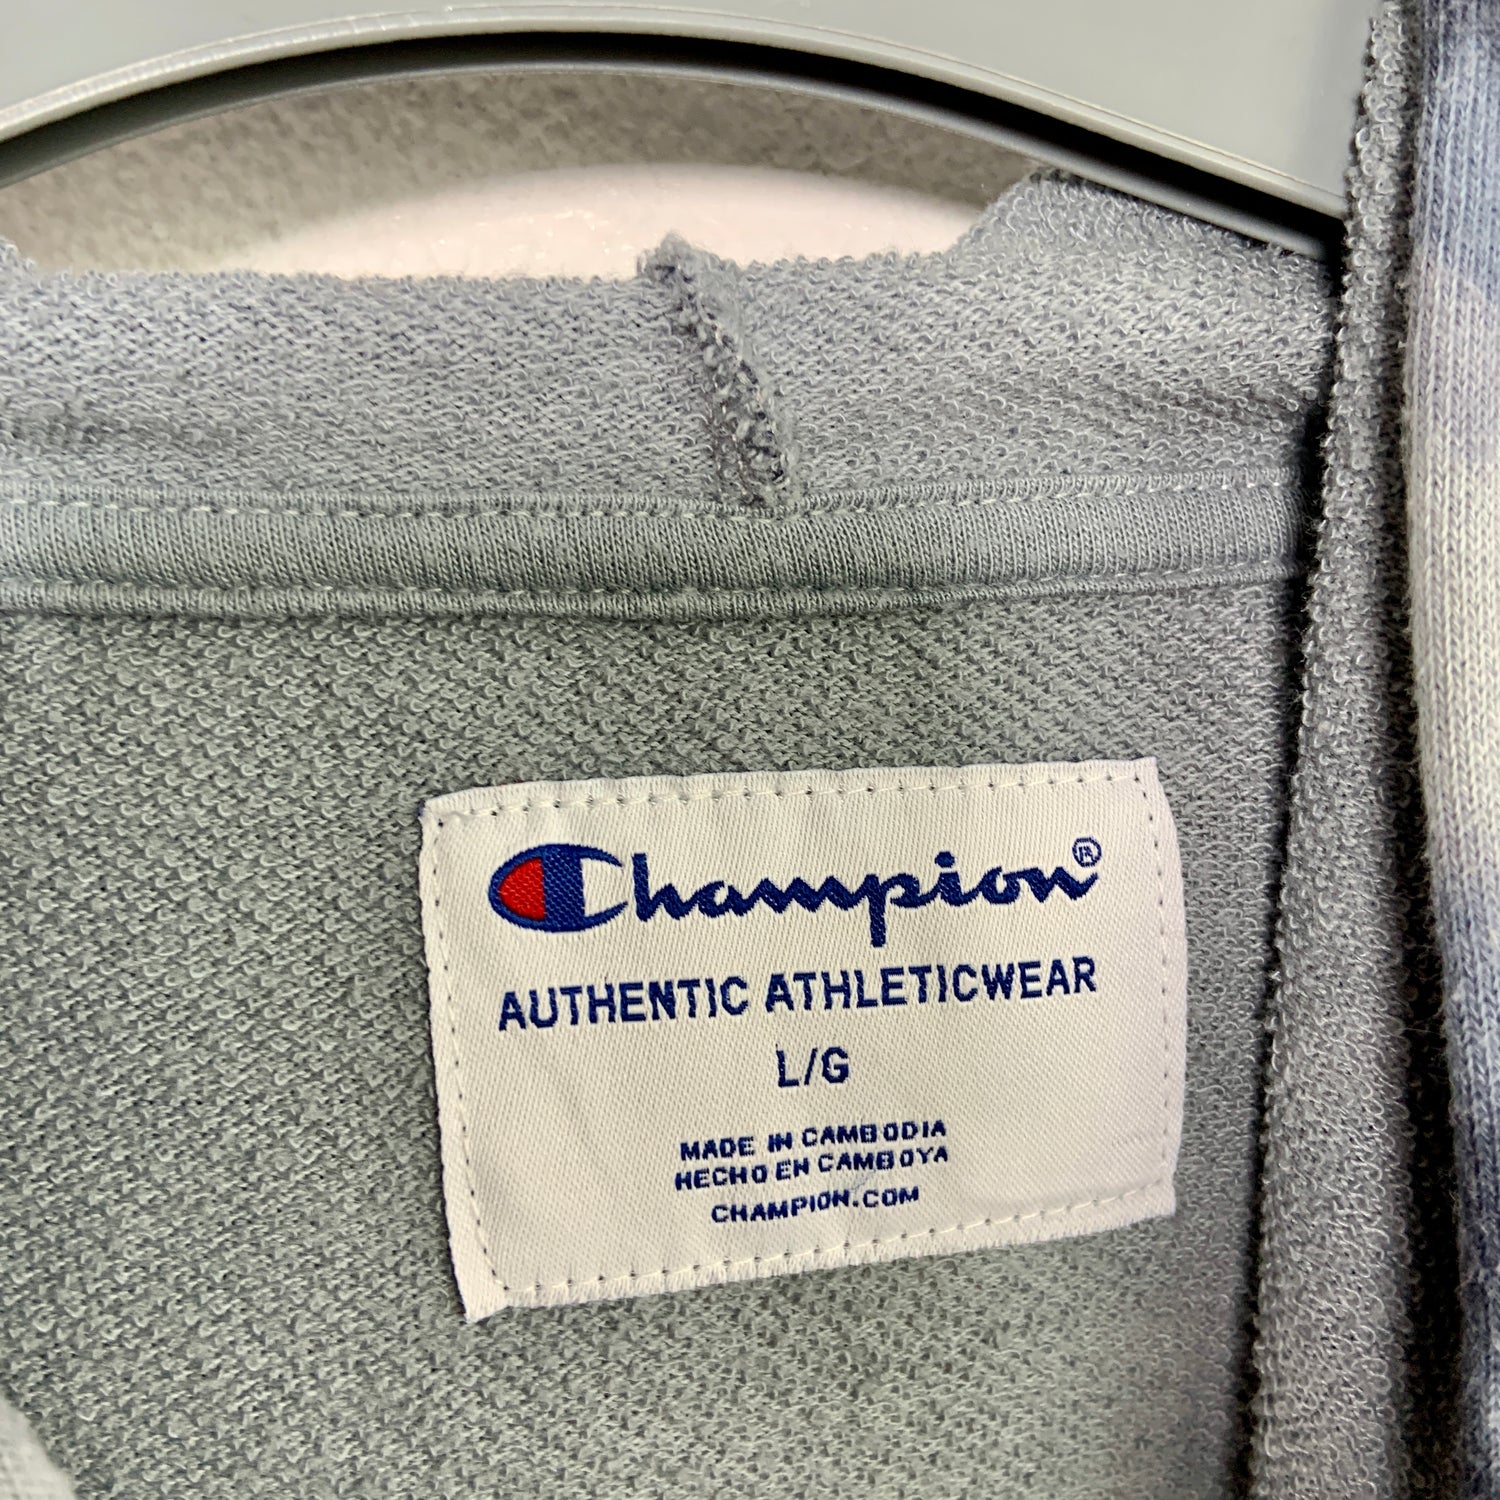 Champion®
AUTHENTIC ATHLETICWEAR
L/G
MADE IN CAMBODIA
HECHO EN CAMBOYA
CHAMPION.COM